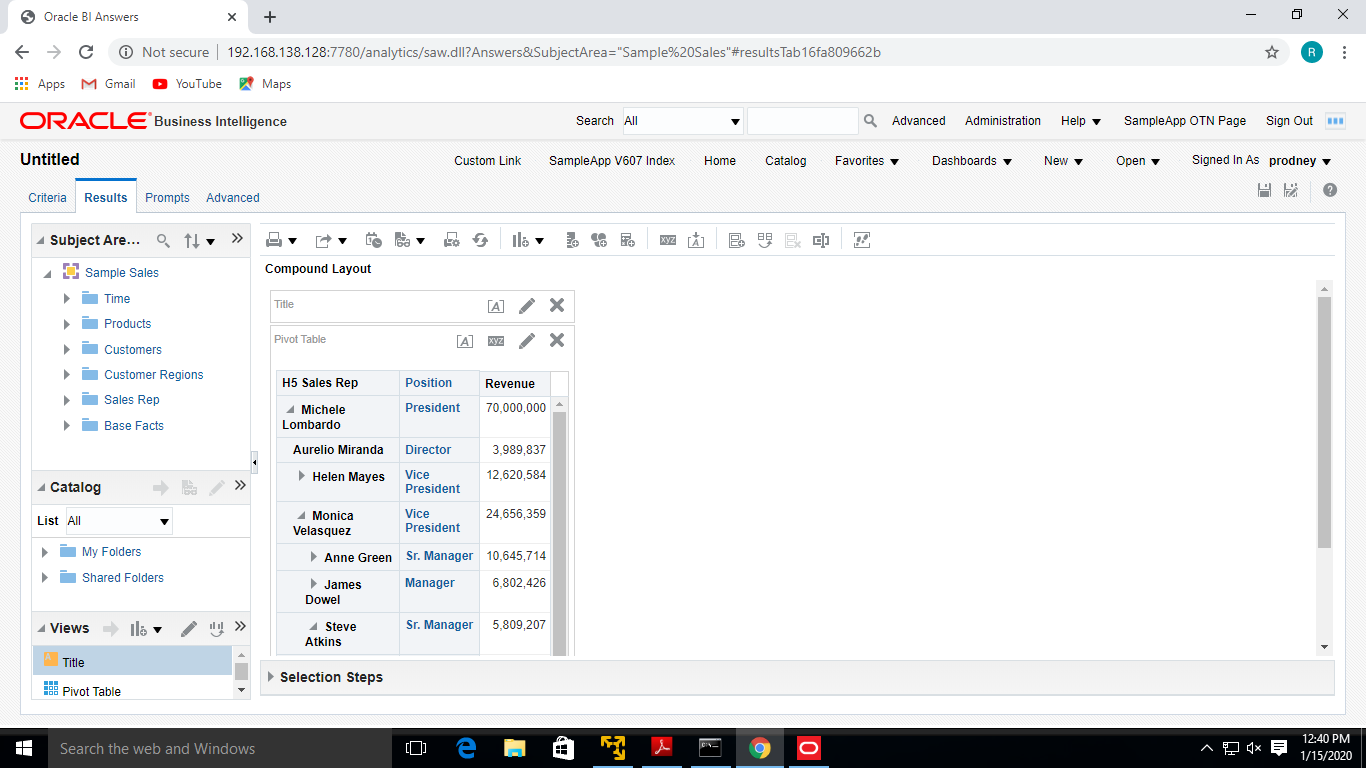 Oracle BI Answers
Not secure 192.168.138.128:7780/analytics/saw.dll?Answers&SubjectArea="Sample%20Sales"#resultsTab16fa809662b
R
Apps Gmail YouTube Maps
ORACLE Business Intelligence
Search All Advanced Administration Help SampleApp OTN Page Sign Out
Untitled
Custom Link SampleApp V607 Index Home Catalog Favorites Dashboards New Open Signed In As prodney
Criteria Results Prompts Advanced
Subject Are...
Sample Sales
Time
Products
Customers
Customer Regions
Sales Rep
Base Facts
Catalog
List All
My Folders
Shared Folders
Views
Title
Pivot Table
xyz
Compound Layout
Title
Pivot Table
xyz
H5 Sales Rep Position Revenue
Michele
Lombardo
President 70,000,000
Aurelio Miranda Director 3,989,837
Helen Mayes Vice
President
12,620,584
Monica
Velasquez
Vice
President
24,656,359
Anne Green Sr. Manager 10,645,714
James
Dowel
Manager 6,802,426
Steve
Atkins
Sr. Manager 5,809,207
Selection Steps
Search the web and Windows
12:40 PM
1/15/2020